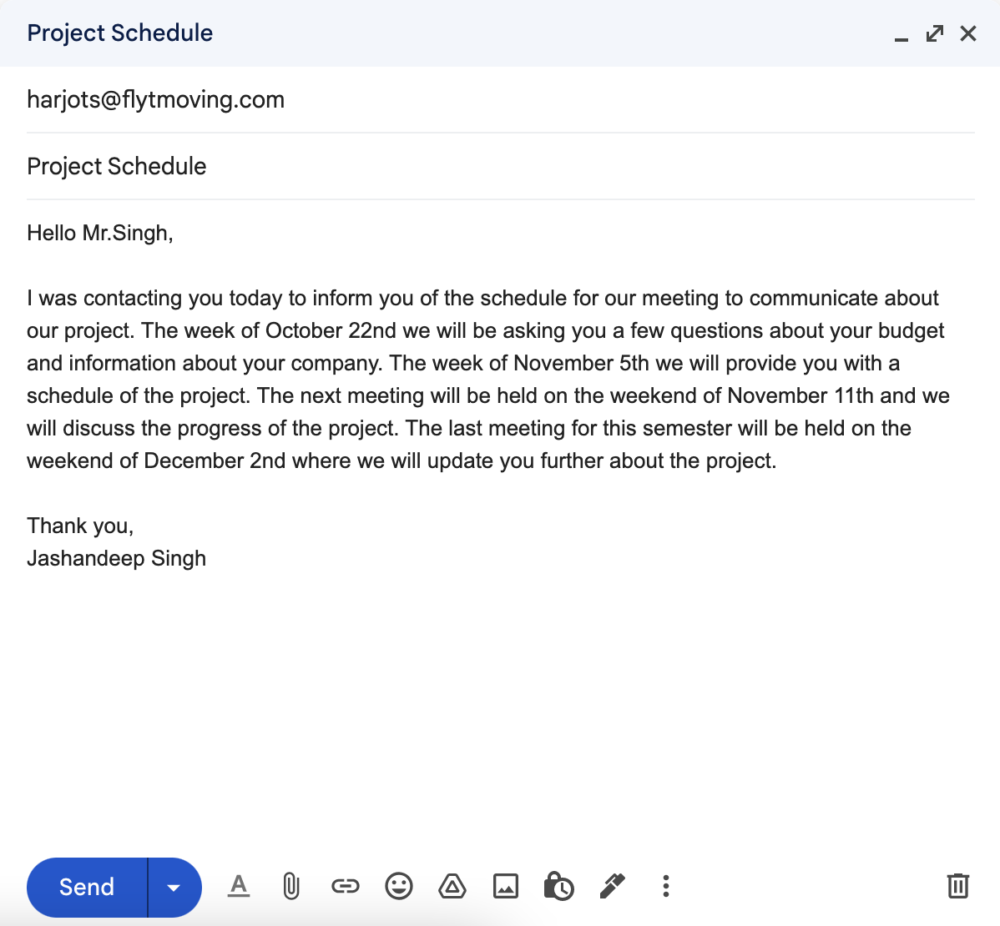 Project Schedule
harjots@flytmoving.com
Project Schedule
Hello Mr.Singh,
I was contacting you today to inform you of the schedule for our meeting to communicate about
our project. The week of October 22nd we will be asking you a few questions about your budget
and information about your company. The week of November 5th we will provide you with a
schedule of the project. The next meeting will be held on the weekend of November 11th and we
will discuss the progress of the project. The last meeting for this semester will be held on the
weekend of December 2nd where we will update you further about the project.
Thank you,
Jashandeep Singh
Send
A